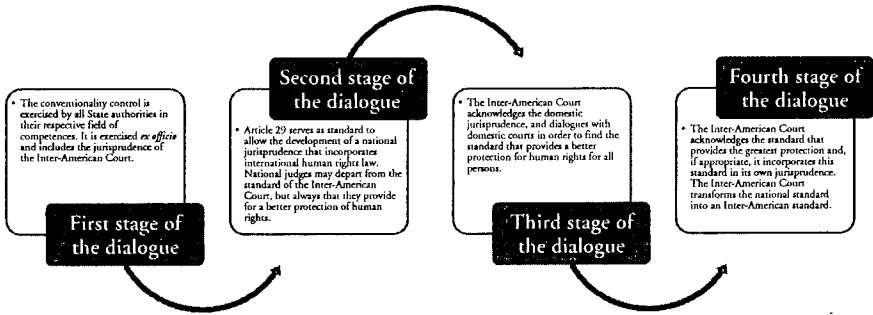 • The conventionality control is
exercised by all State authorities in
their respective field of
competences. It is exercised ex officio
and includes the jurisprudence of
the Inter-American Court.
First stage of
the dialogue
Second stage of
the dialogue
• Article 29 serves as standard to
allow the development of a national
jurisprudence that incorporates
international human rights law.
National judges may depart from the
standard of the Inter-American
Court, but always that they provide
for a better protection of human
rights.
• The Inter-American Court
acknowledges the domestic
jurisprudence, and dialogues with
domestic courts in order to find the
standard that provides a better
protection for human rights for all
persons.
Third stage of
the dialogue
Fourth stage of
the dialogue
• The Inter-American Court
acknowledges the standard that
provides the greatest protection and,
if appropriate, it incorporates this
standard in its own jurisprudence.
The Inter-American Court
transforms the national standard
into an Inter-American standard.